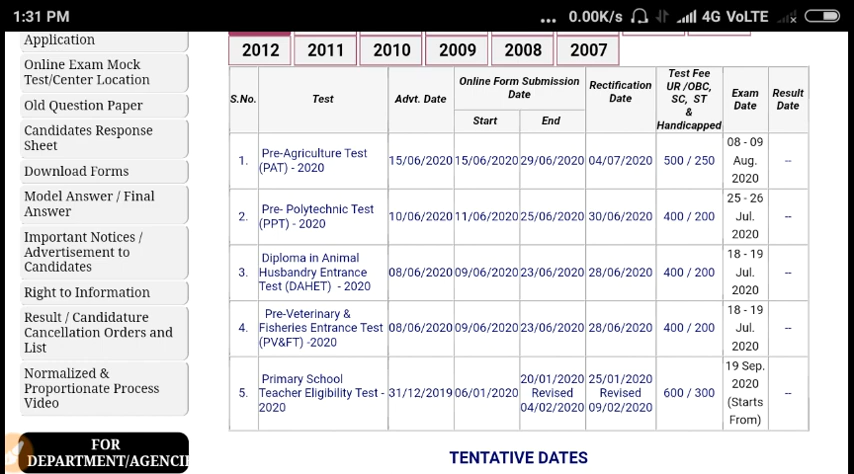 1:31 PM
... 0.00K/s 4G VoLTE
Application
Online Exam Mock
Test/Center Location
Old Question Paper
Candidates Response
Sheet
Download Forms
Model Answer / Final
Answer
Important Notices /
Advertisement to
Candidates
Right to Information
Result / Candidature
Cancellation Orders and
List
Normalized &
Proportionate Process
Video
FOR
DEPARTMENT/AGENCI
2012 2011 2010 2009 2008 2007
S.No. Test Advt. Date Online Form Submission Date Rectification Date Test Fee UR /OBC, SC, ST & Handicapped Exam Date Result Date
Start End
1. Pre-Agriculture Test (PAT) - 2020 15/06/2020 15/06/2020 29/06/2020 04/07/2020 500 / 250 08 - 09 Aug. 2020 --
2. Pre- Polytechnic Test (PPT) - 2020 10/06/2020 11/06/2020 25/06/2020 30/06/2020 400 / 200 25 - 26 Jul. 2020 --
3. Diploma in Animal Husbandry Entrance Test (DAHET) - 2020 08/06/2020 09/06/2020 23/06/2020 28/06/2020 400 / 200 18 - 19 Jul. 2020 --
4. Pre-Veterinary & Fisheries Entrance Test (PV&FT) -2020 08/06/2020 09/06/2020 23/06/2020 28/06/2020 400 / 200 18 - 19 Jul. 2020 --
5. Primary School Teacher Eligibility Test - 2020 31/12/2019 06/01/2020 20/01/2020 Revised 04/02/2020 25/01/2020 Revised 09/02/2020 600 / 300 19 Sep. 2020 (Starts From) --
TENTATIVE DATES